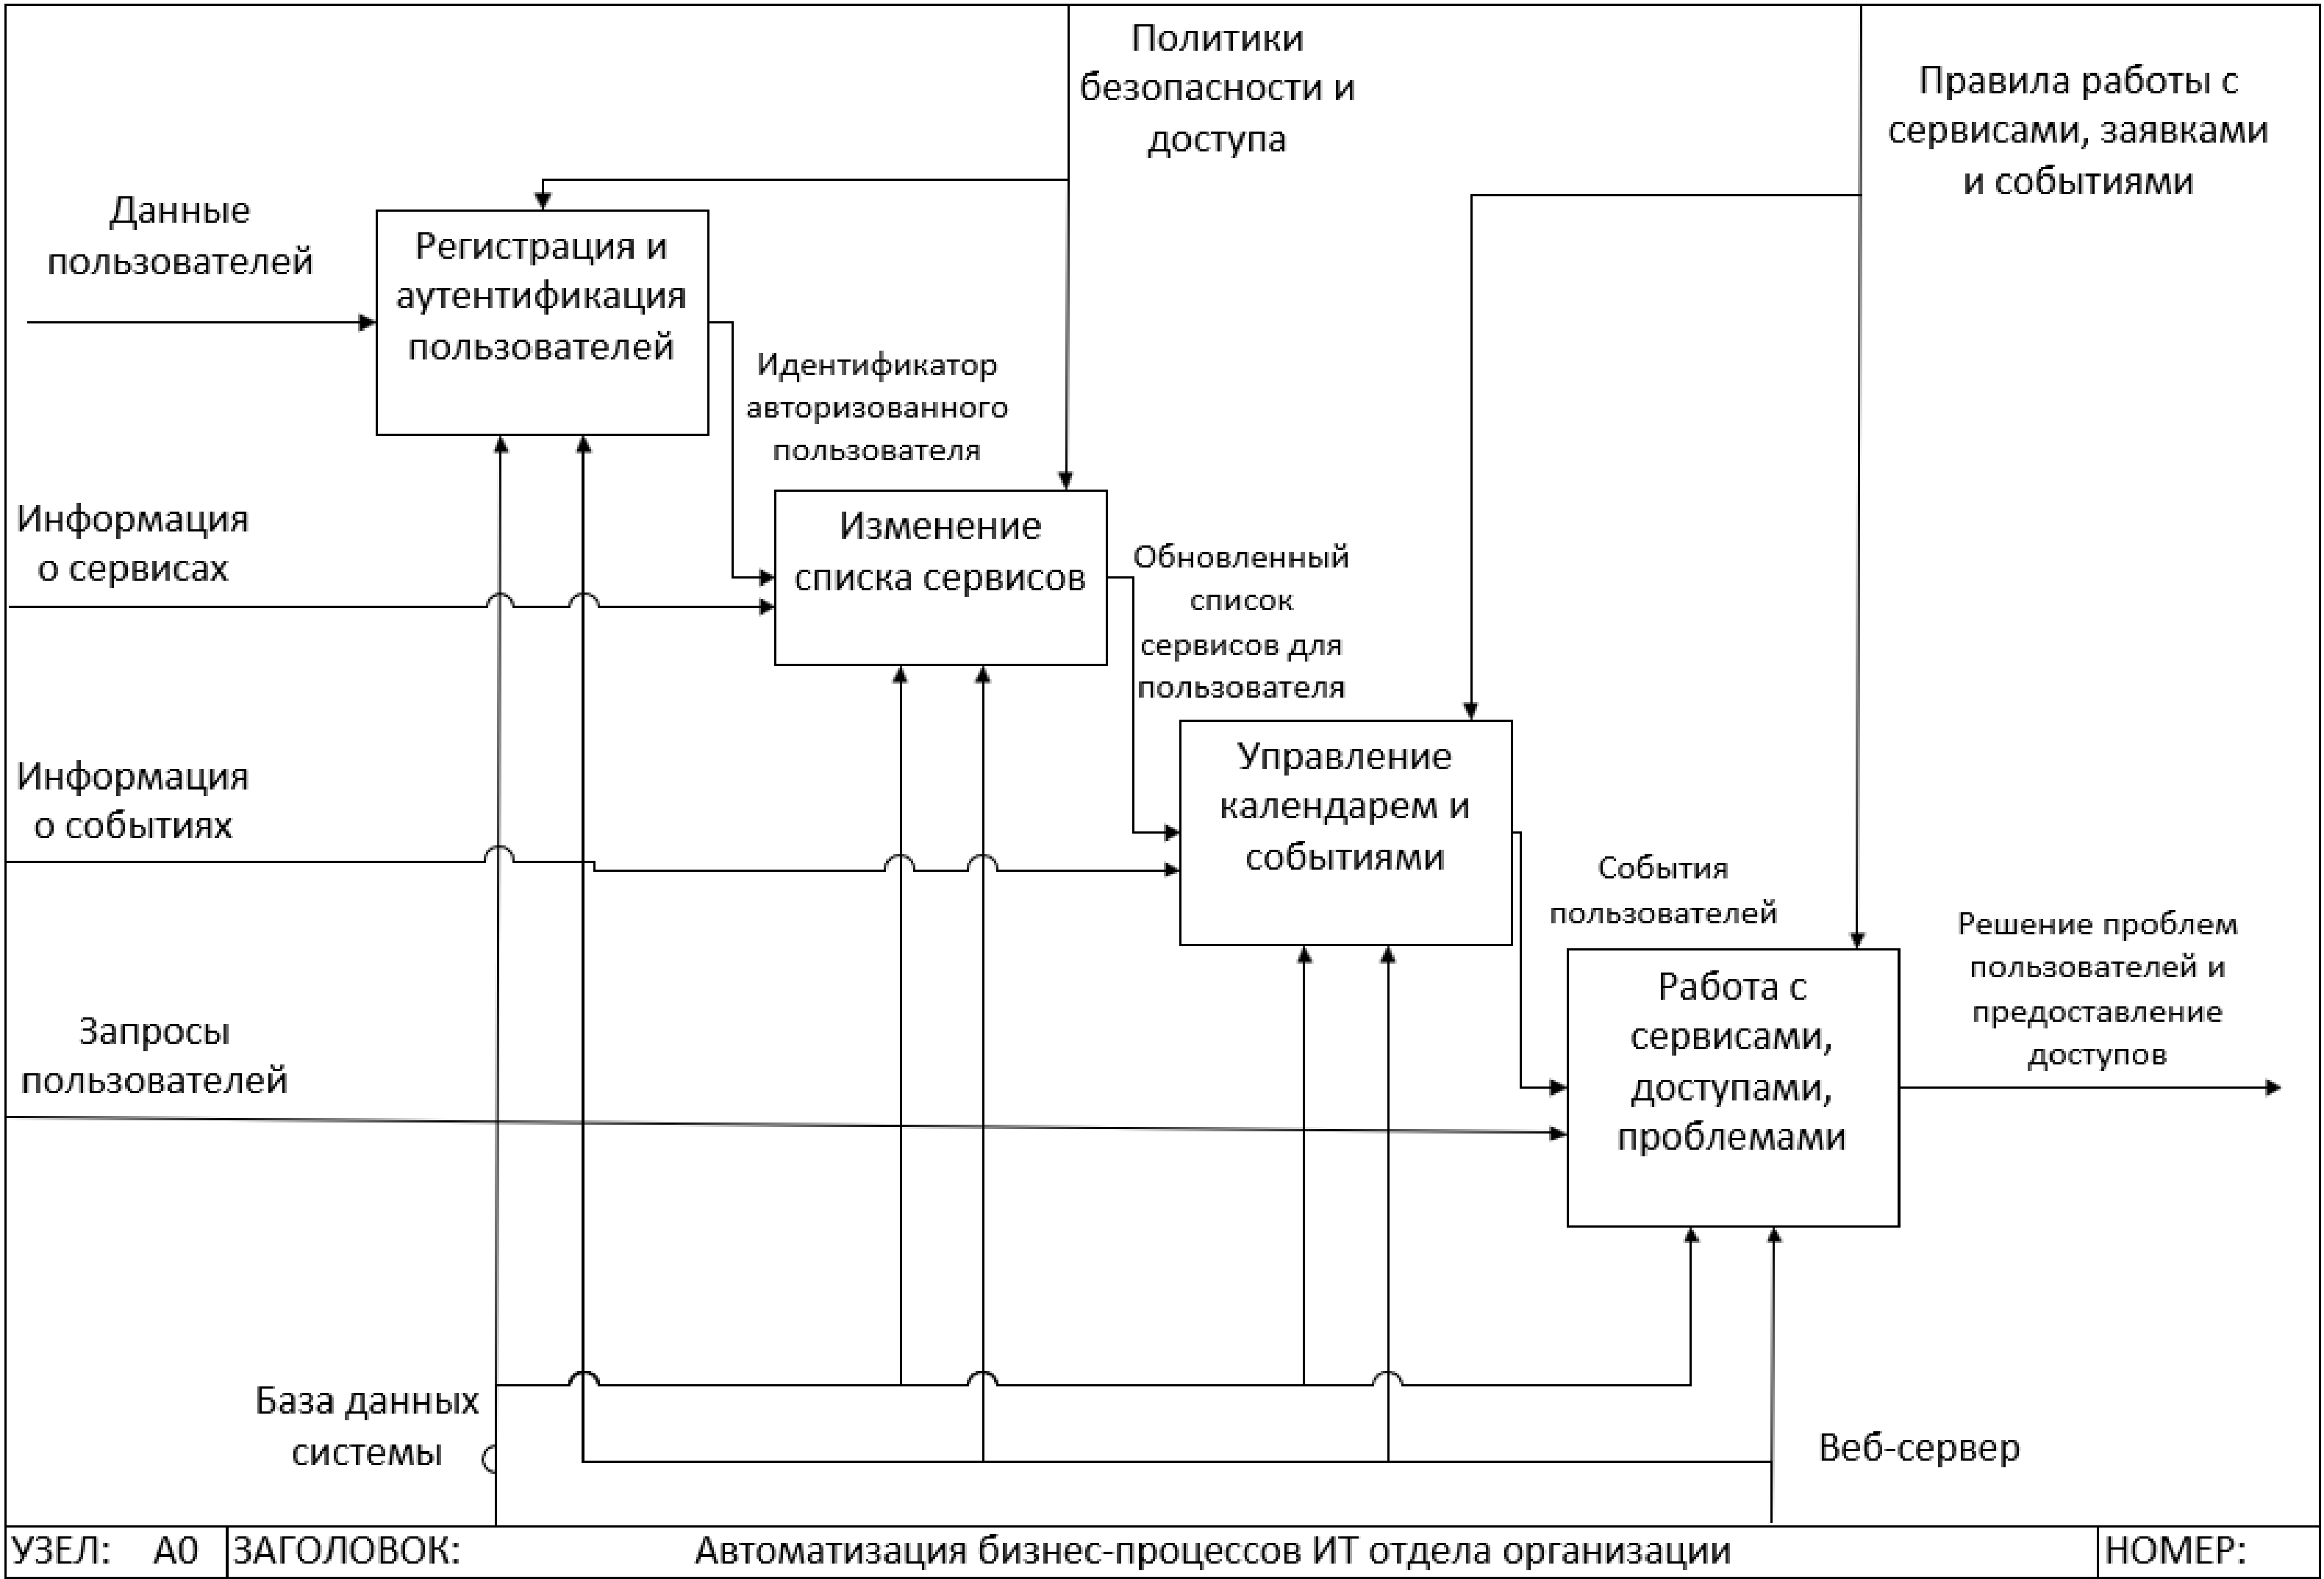 Политики
безопасности и
доступа
Правила работы с
сервисами, заявками
и событиями
Данные
пользователей
Регистрация и
аутентификация
пользователей
Идентификатор
авторизованного
пользователя
Информация
о сервисах
Изменение
списка сервисов
Обновленный
список
сервисов для
пользователя
Информация
о событиях
Управление
календарем и
событиями
События
пользователей
Решение проблем
пользователей и
предоставление
доступов
Работа с
сервисами,
доступами,
проблемами
Запросы
пользователей
База данных
системы
Веб-сервер
УЗЕЛ: А0 ЗАГОЛОВОК: Автоматизация бизнес-процессов ИТ отдела организации НОМЕР: